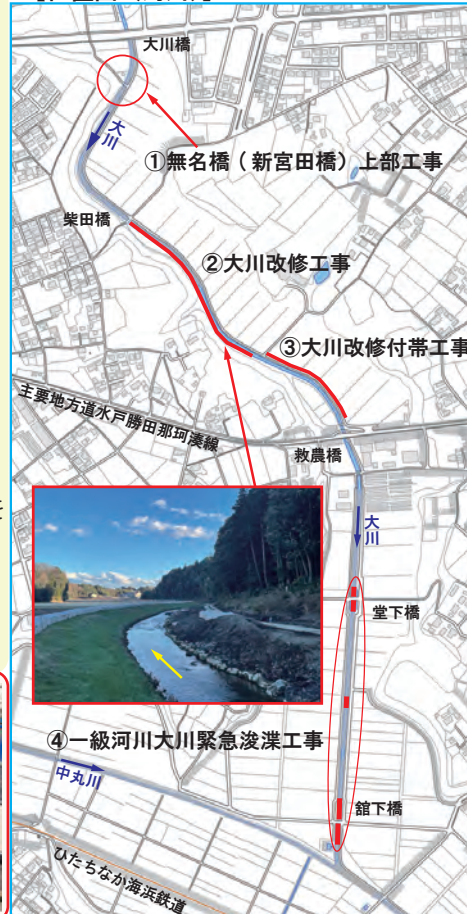 大川橋
大川
①無名橋(新宮田橋)上部工事
柴田橋
②大川改修工事
③大川改修付帯工事
主要地方道水戸勝田那珂湊線
救農橋
大川
堂下橋
④一級河川大川緊急浚渫工事
中丸川
舘下橋
ひたちなか海浜鉄道